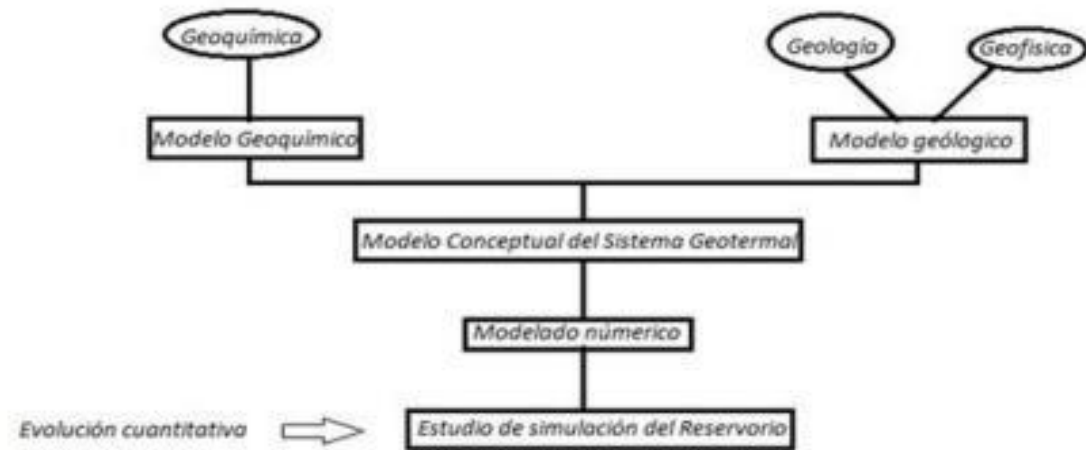 Geoquímica
Geología
Geofísica
Modelo Geoquímico
Modelo geólogico
Modelo Conceptual del Sistema Geotermal
Modelado númerico
Evolución cuantitativa
Estudio de simulación del Reservorio